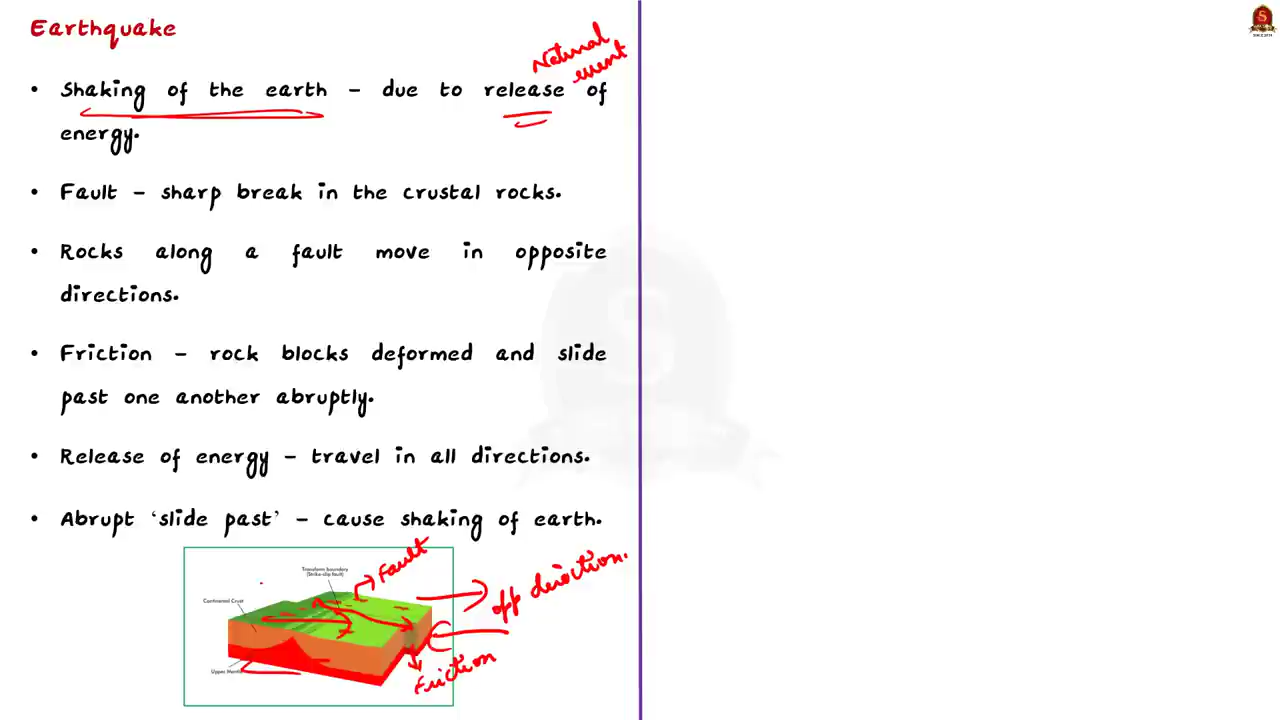 Earthquake
Natural
event
• Shaking of the earth – due to release of
energy.
• Fault – sharp break in the crustal rocks.
• Rocks along a fault move in opposite
directions.
• Friction – rock blocks deformed and slide
past one another abruptly.
• Release of energy – travel in all directions.
• Abrupt ‘slide past’ – cause shaking of earth.
Fault
Transform boundary
(Strike-slip fault)
opp direction.
Continental Crust
Upper Mantle
Friction
S